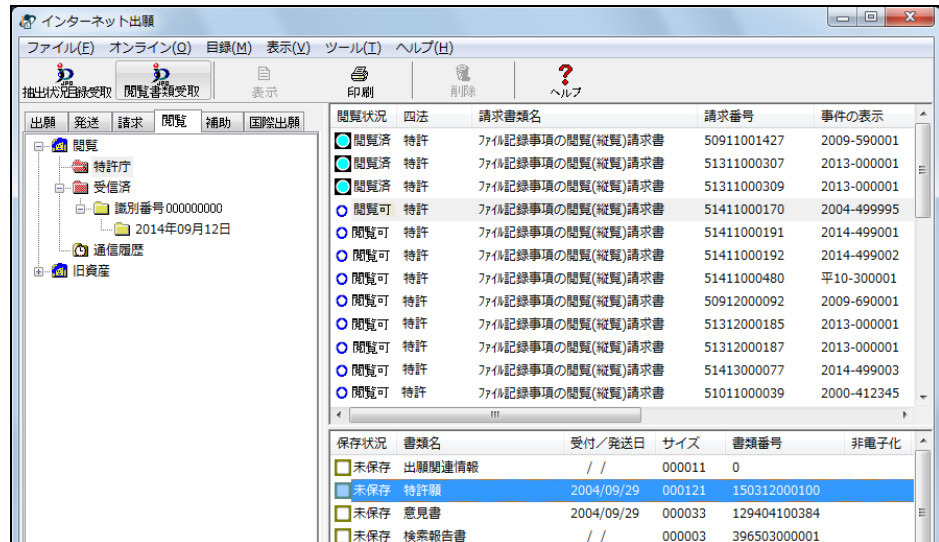 インターネット出願
ファイル(F) オンライン(O) 目録(M) 表示(V) ツール(T) ヘルプ(H)
抽出状況目録受取 閲覧書類受取 表示 印刷 削除 ヘルプ
出願 発送 請求 閲覧 補助 国際出願
閲覧
特許庁
受信済
識別番号000000000
2014年09月12日
通信履歴
旧資産
閲覧状況 四法 請求書類名 請求番号 事件の表示
閲覧済 特許 ファイル記録事項の閲覧(縦覧)請求書 50911001427 2009-590001
閲覧済 特許 ファイル記録事項の閲覧(縦覧)請求書 51311000307 2013-000001
閲覧済 特許 ファイル記録事項の閲覧(縦覧)請求書 51311000309 2013-000001
閲覧可 特許 ファイル記録事項の閲覧(縦覧)請求書 51411000170 2004-499995
閲覧可 特許 ファイル記録事項の閲覧(縦覧)請求書 51411000191 2014-499001
閲覧可 特許 ファイル記録事項の閲覧(縦覧)請求書 51411000192 2014-499002
閲覧可 特許 ファイル記録事項の閲覧(縦覧)請求書 51411000480 平10-300001
閲覧可 特許 ファイル記録事項の閲覧(縦覧)請求書 50912000092 2009-690001
閲覧可 特許 ファイル記録事項の閲覧(縦覧)請求書 51312000185 2013-000001
閲覧可 特許 ファイル記録事項の閲覧(縦覧)請求書 51312000187 2013-000001
閲覧可 特許 ファイル記録事項の閲覧(縦覧)請求書 51413000077 2014-499003
閲覧可 特許 ファイル記録事項の閲覧(縦覧)請求書 51011000039 2000-412345
保存状況 書類名 受付／発送日 サイズ 書類番号 非電子化
未保存 出願関連情報 / / 000011 0
未保存 特許願 2004/09/29 000121 150312000100
未保存 意見書 2004/09/29 000033 129404100384
未保存 検索報告書 / / 000003 396503000001